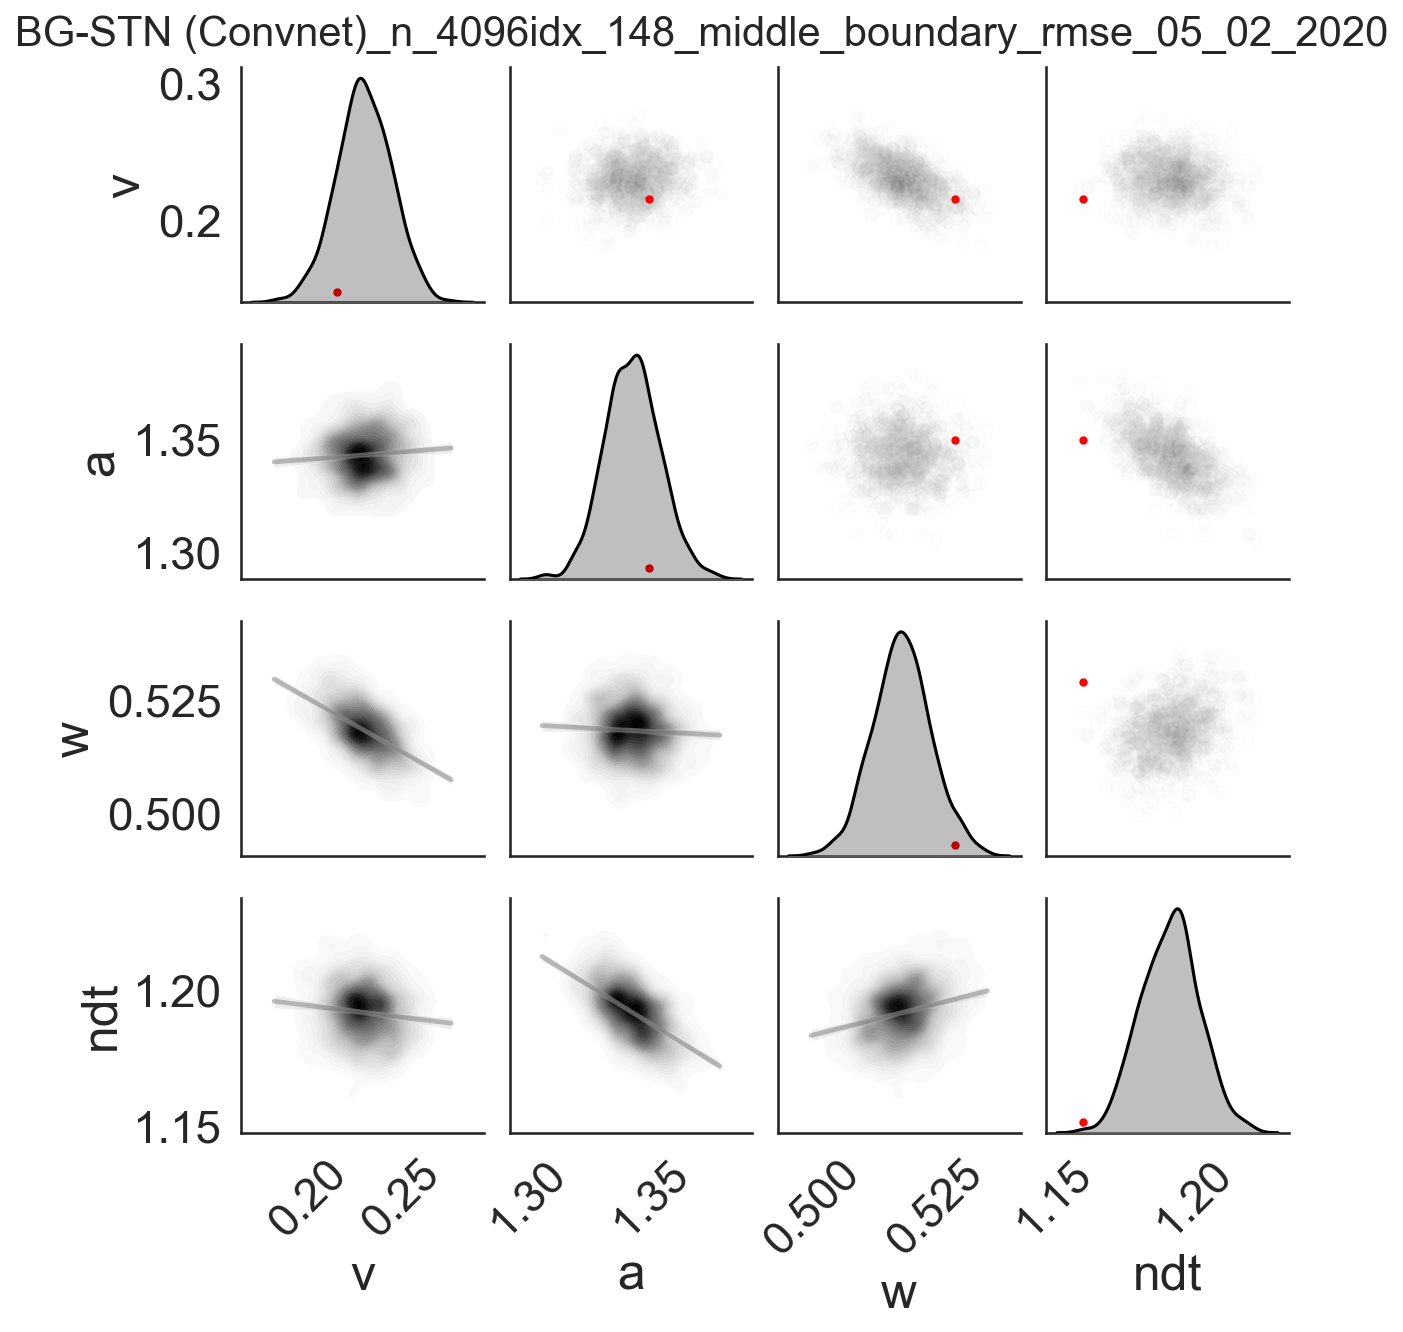 BG-STN (Convnet)_n_4096idx_148_middle_boundary_rmse_05_02_2020
0.3
v
0.2
a
1.35
1.30
w
0.525
0.500
ndt
1.20
1.15
0.20 0.25 1.30 1.35 0.500 0.525 1.15 1.20
v a w ndt